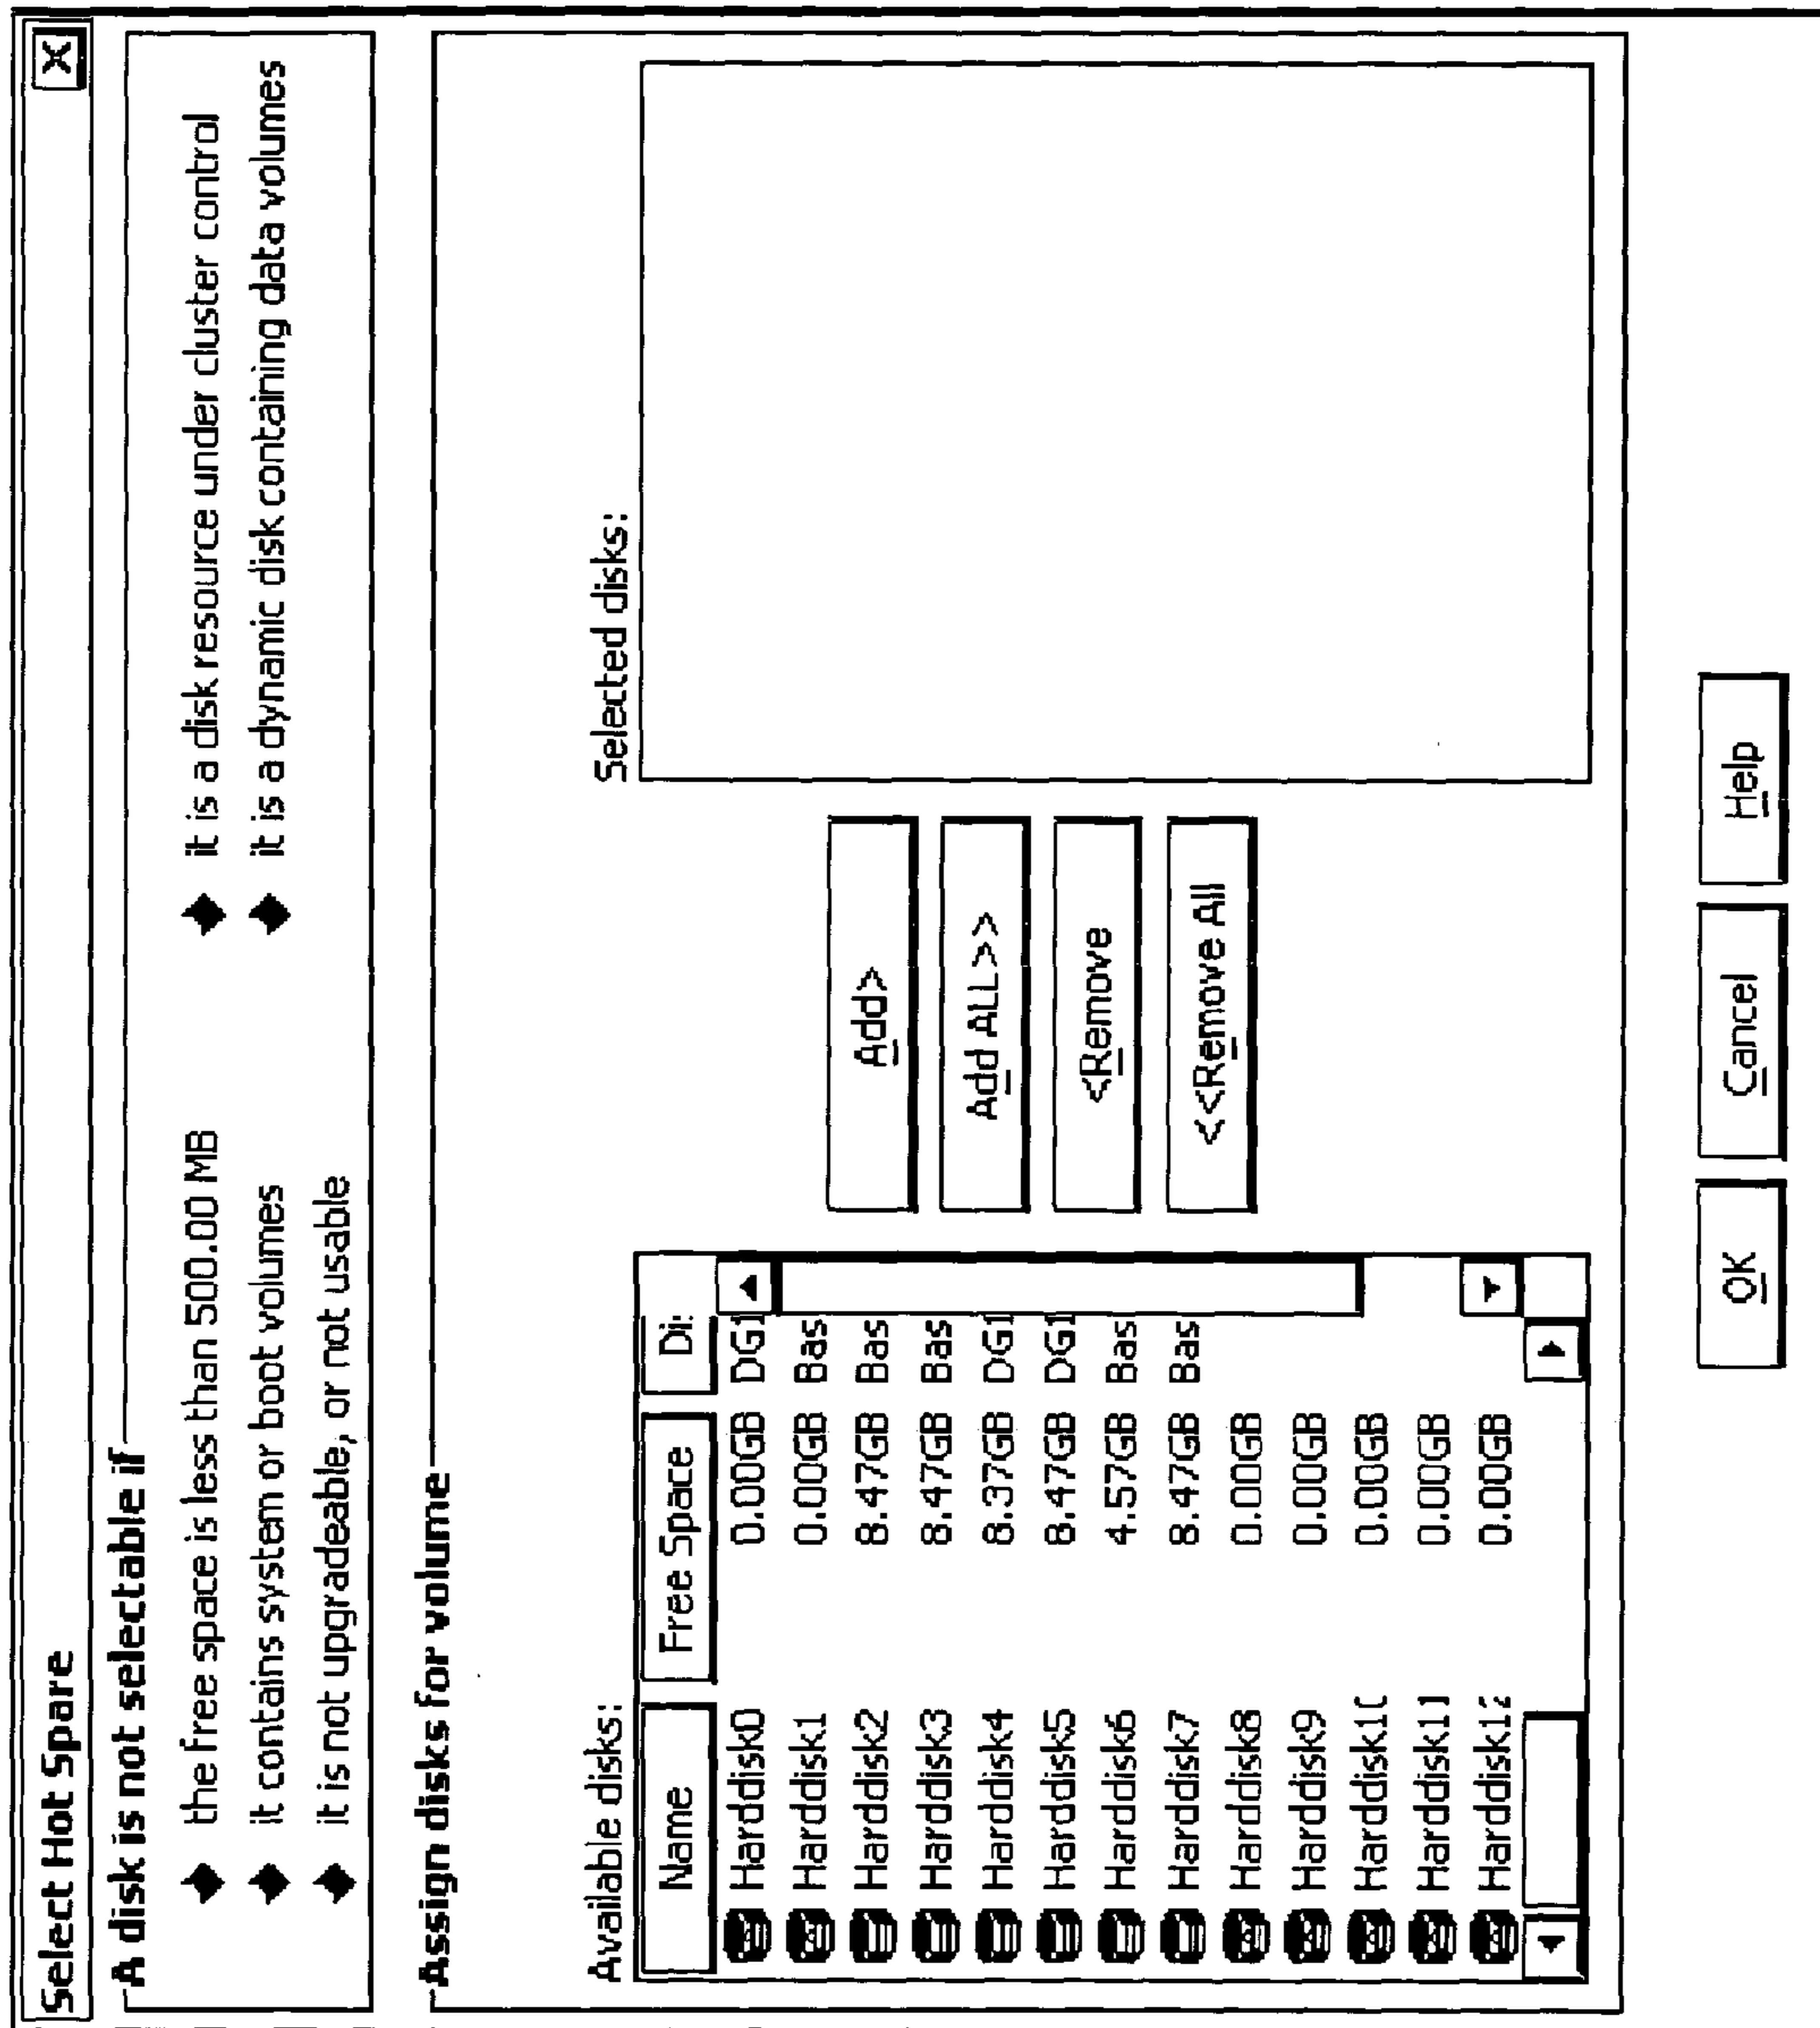 Select Hot Spare
X
A disk is not selectable if
the free space is less than 500.00 MB
it contains system or boot volumes
it is not upgradeable, or not usable
it is a disk resource under cluster control
it is a dynamic disk containing data volumes
Assign disks for volume
Available disks:
Name Free Space Di:
Harddisk0 0.00GB DG1
Harddisk1 0.00GB Bas
Harddisk2 8.47GB Bas
Harddisk3 8.47GB Bas
Harddisk4 8.37GB DG1
Harddisk5 8.47GB DG1
Harddisk6 4.57GB Bas
Harddisk7 8.47GB Bas
Harddisk8 0.00GB
Harddisk9 0.00GB
Harddisk10 0.00GB
Harddisk11 0.00GB
Harddisk12 0.00GB
Add>
Add ALL>>
<Remove
<<Remove All
Selected disks:
OK Cancel Help